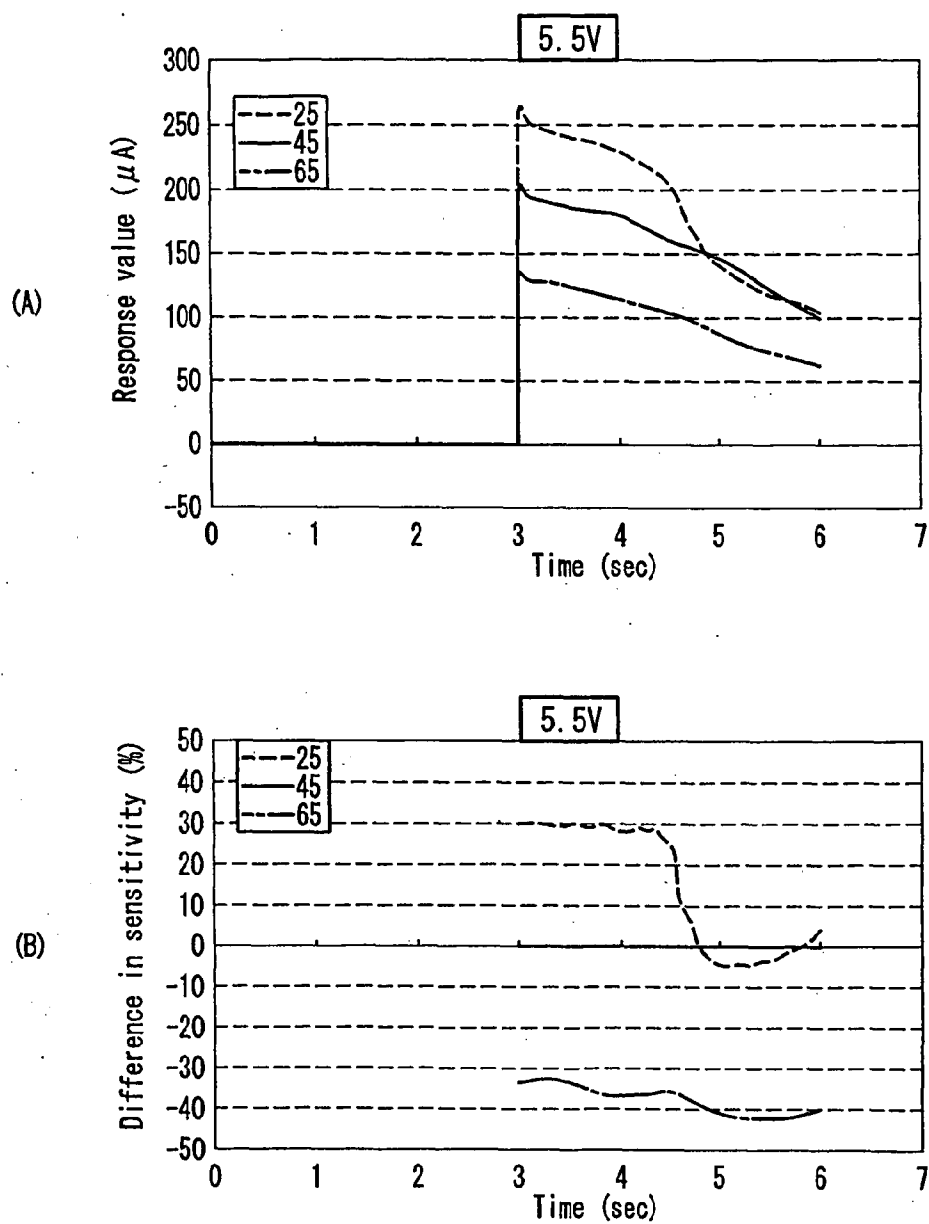 5.5V
300
250
200
150
100
50
0
-50
25
45
65
Response value (μA)
(A)
0 1 2 3 4 5 6 7
Time (sec)
5.5V
50
40
30
20
10
0
-10
-20
-30
-40
-50
25
45
65
Difference in sensitivity (%)
(B)
0 1 2 3 4 5 6 7
Time (sec)